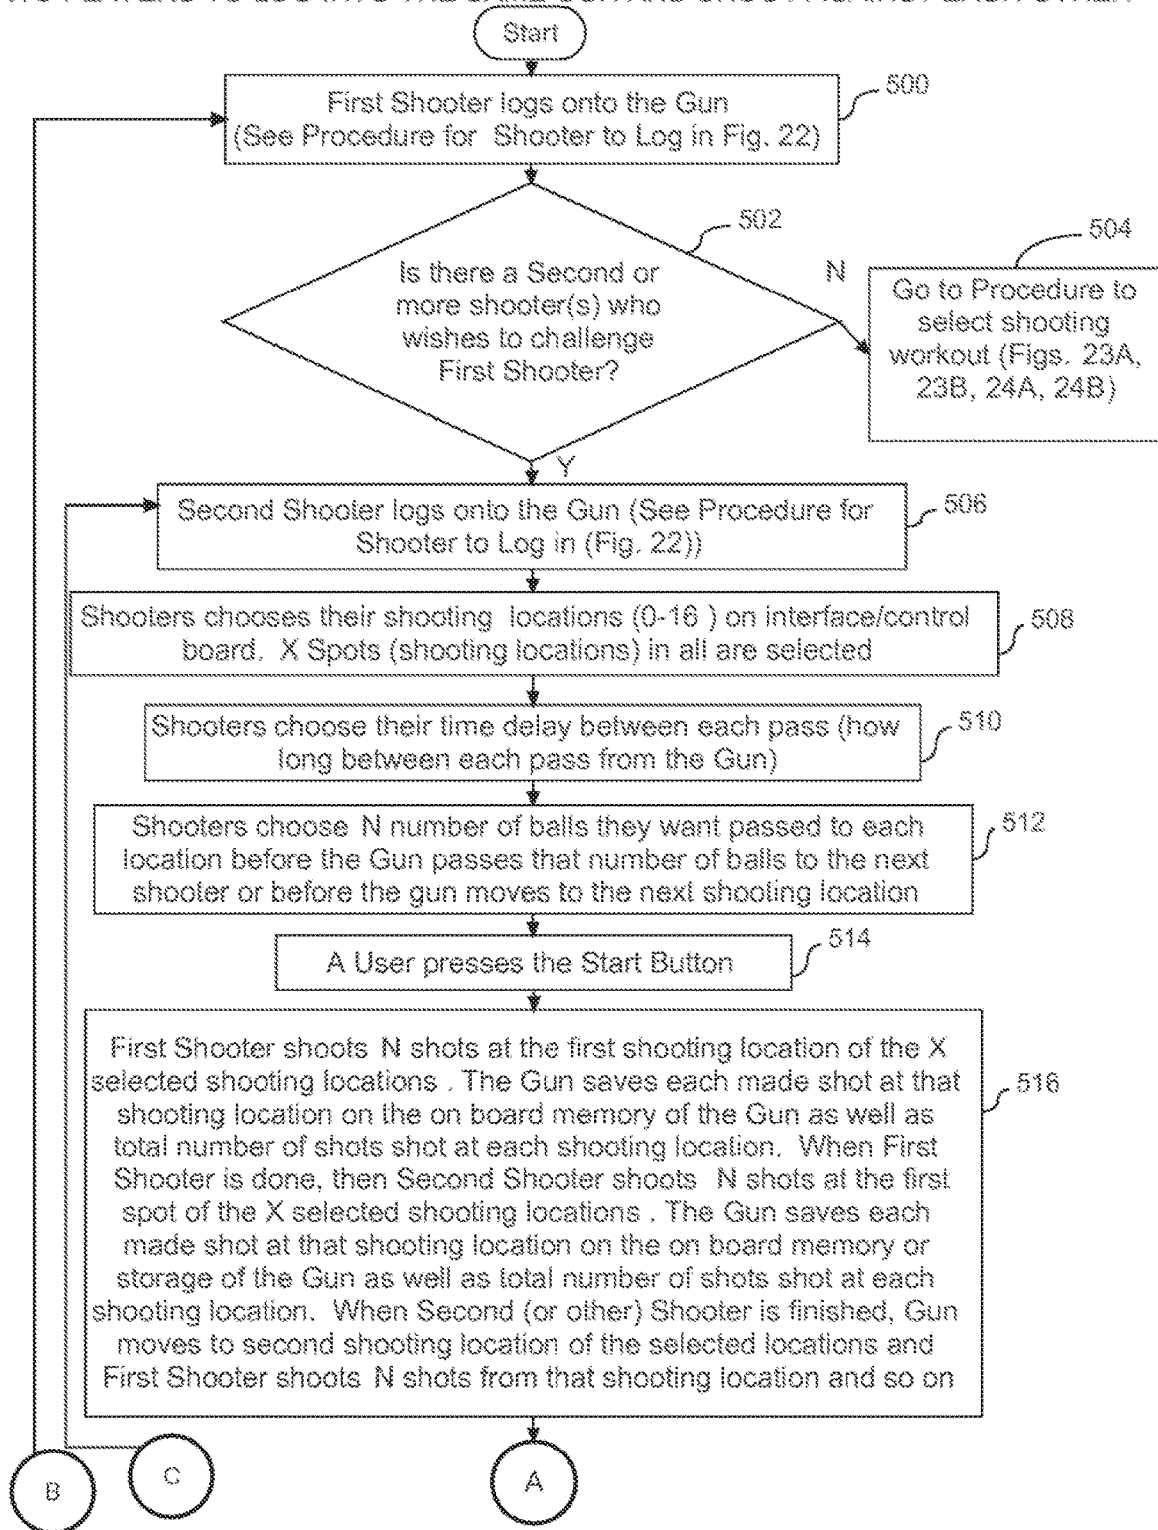 Start
First Shooter logs onto the Gun
(See Procedure for Shooter to Log in Fig. 22)
500
502
Is there a Second or
more shooter(s) who
wishes to challenge
First Shooter?
N
504
Go to Procedure to
select shooting
workout (Figs. 23A,
23B, 24A, 24B)
Y
Second Shooter logs onto the Gun (See Procedure for
Shooter to Log in (Fig. 22))
506
Shooters chooses their shooting locations (0-16 ) on interface/control
board. X Spots (shooting locations) in all are selected
508
Shooters choose their time delay between each pass (how
long between each pass from the Gun)
510
Shooters choose N number of balls they want passed to each
location before the Gun passes that number of balls to the next
shooter or before the gun moves to the next shooting location
512
A User presses the Start Button
514
First Shooter shoots N shots at the first shooting location of the X
selected shooting locations . The Gun saves each made shot at that
shooting location on the on board memory of the Gun as well as
total number of shots shot at each shooting location. When First
Shooter is done, then Second Shooter shoots N shots at the first
spot of the X selected shooting locations . The Gun saves each
made shot at that shooting location on the on board memory or
storage of the Gun as well as total number of shots shot at each
shooting location. When Second (or other) Shooter is finished, Gun
moves to second shooting location of the selected locations and
First Shooter shoots N shots from that shooting location and so on
516
B
C
A